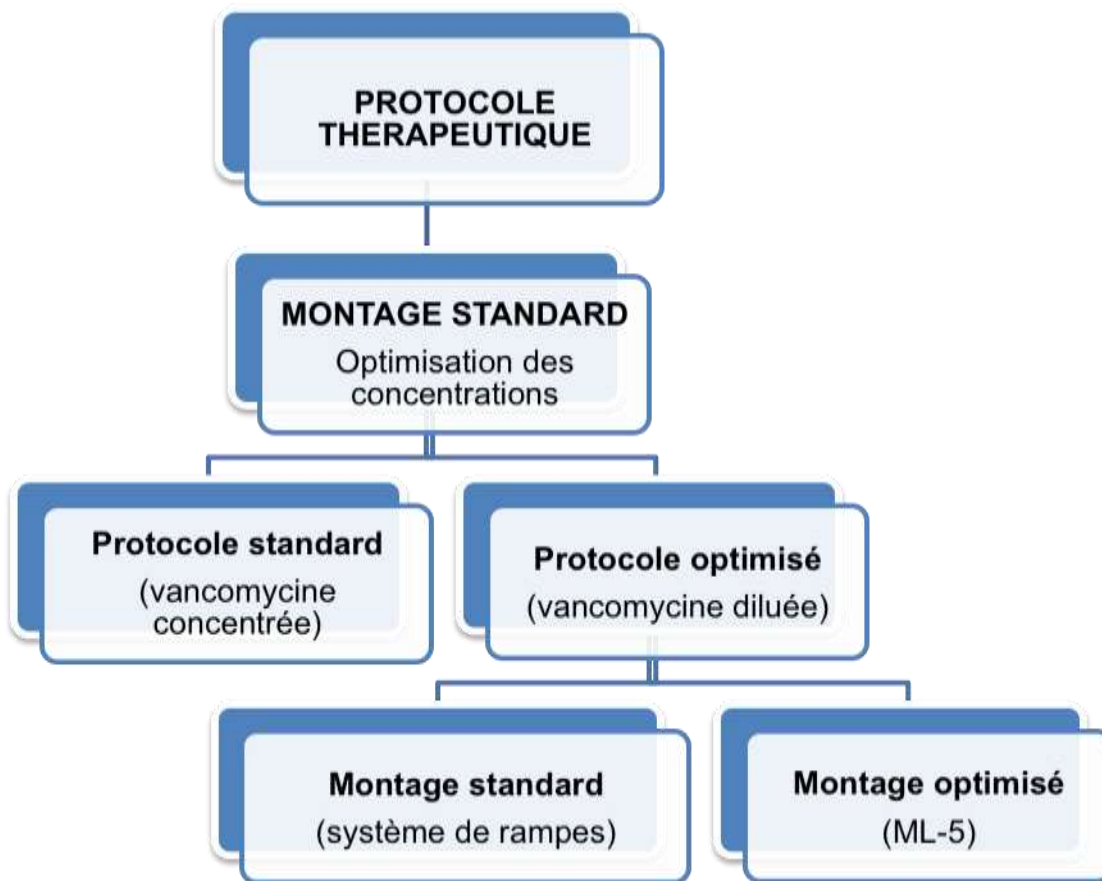 PROTOCOLE
THERAPEUTIQUE
MONTAGE STANDARD
Optimisation des
concentrations
Protocole standard
(vancomycine
concentrée)
Protocole optimisé
(vancomycine diluée)
Montage standard
(système de rampes)
Montage optimisé
(ML-5)